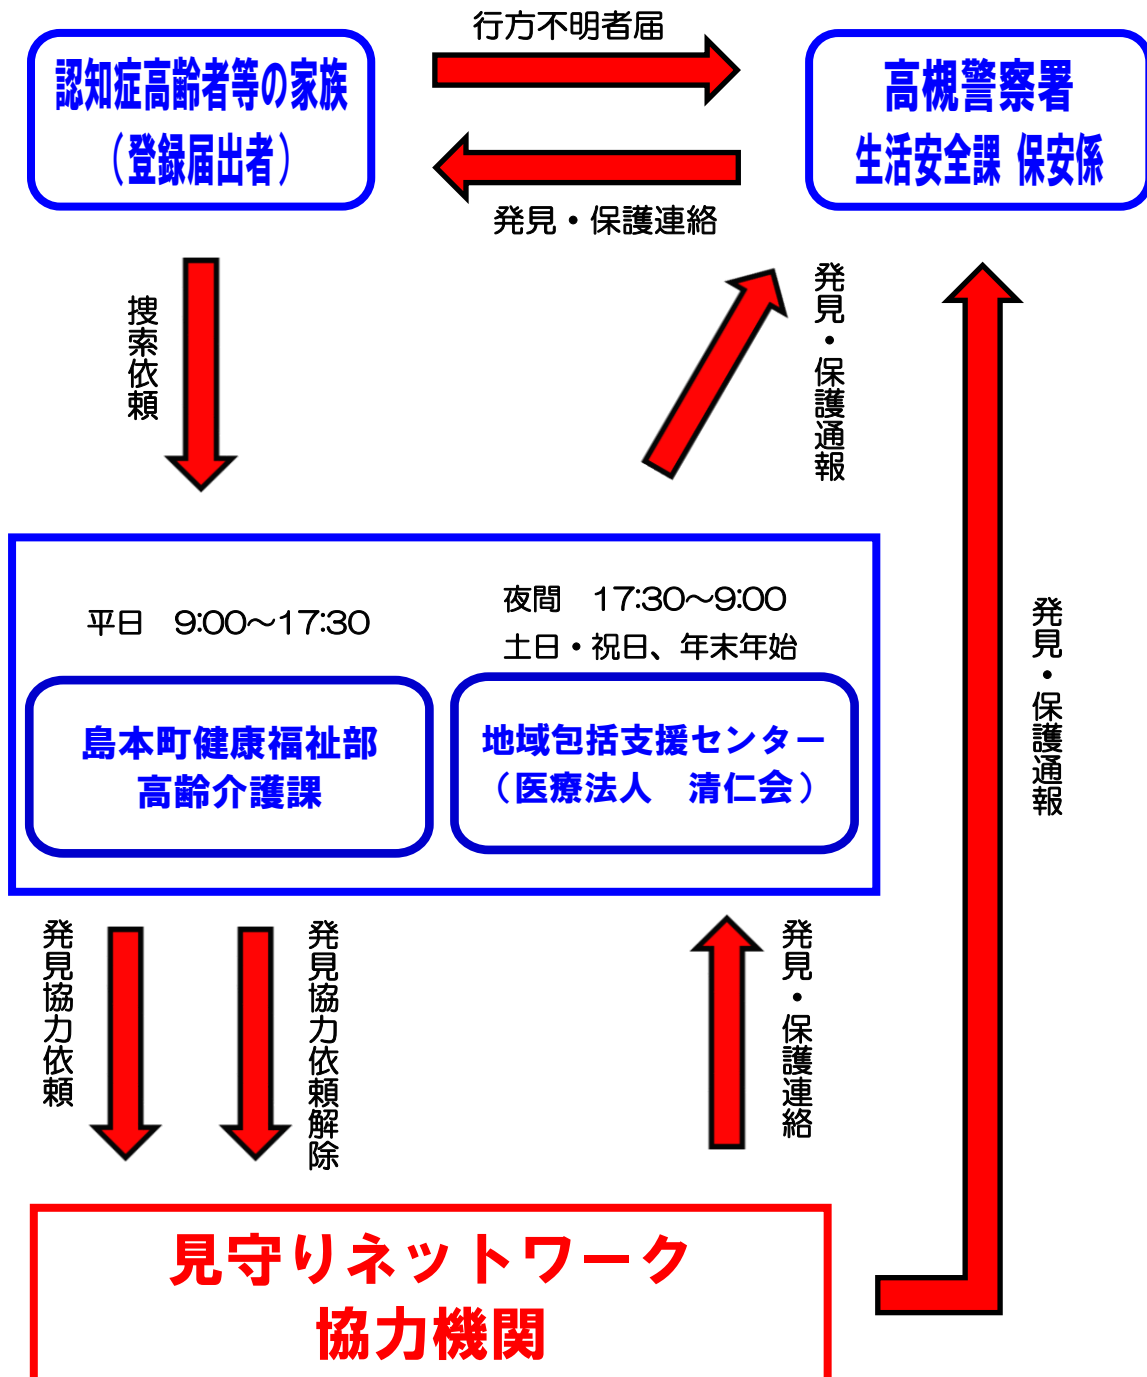 行方不明者届
認知症高齢者等の家族
（登録届出者）
高槻警察署
生活安全課 保安係
発見・保護連絡
捜索依頼
発見・保護通報
発見・保護通報
平日 9:00～17:30
夜間 17:30～9:00
土日・祝日、年末年始
島本町健康福祉部
高齢介護課
地域包括支援センター
（医療法人 清仁会）
発見協力依頼
発見協力依頼解除
発見・保護連絡
見守りネットワーク
協力機関